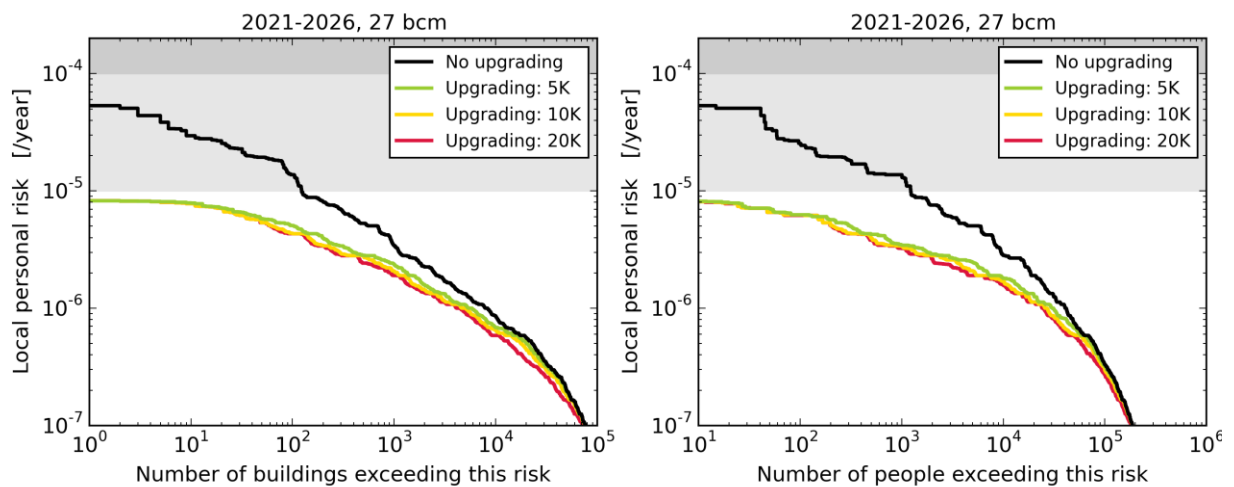 2021-2026, 27 bcm
Local personal risk [/year]
10^-4
10^-5
10^-6
10^-7
No upgrading
Upgrading: 5K
Upgrading: 10K
Upgrading: 20K
10^0 10^1 10^2 10^3 10^4 10^5
Number of buildings exceeding this risk
2021-2026, 27 bcm
Local personal risk [/year]
10^-4
10^-5
10^-6
10^-7
No upgrading
Upgrading: 5K
Upgrading: 10K
Upgrading: 20K
10^1 10^2 10^3 10^4 10^5 10^6
Number of people exceeding this risk